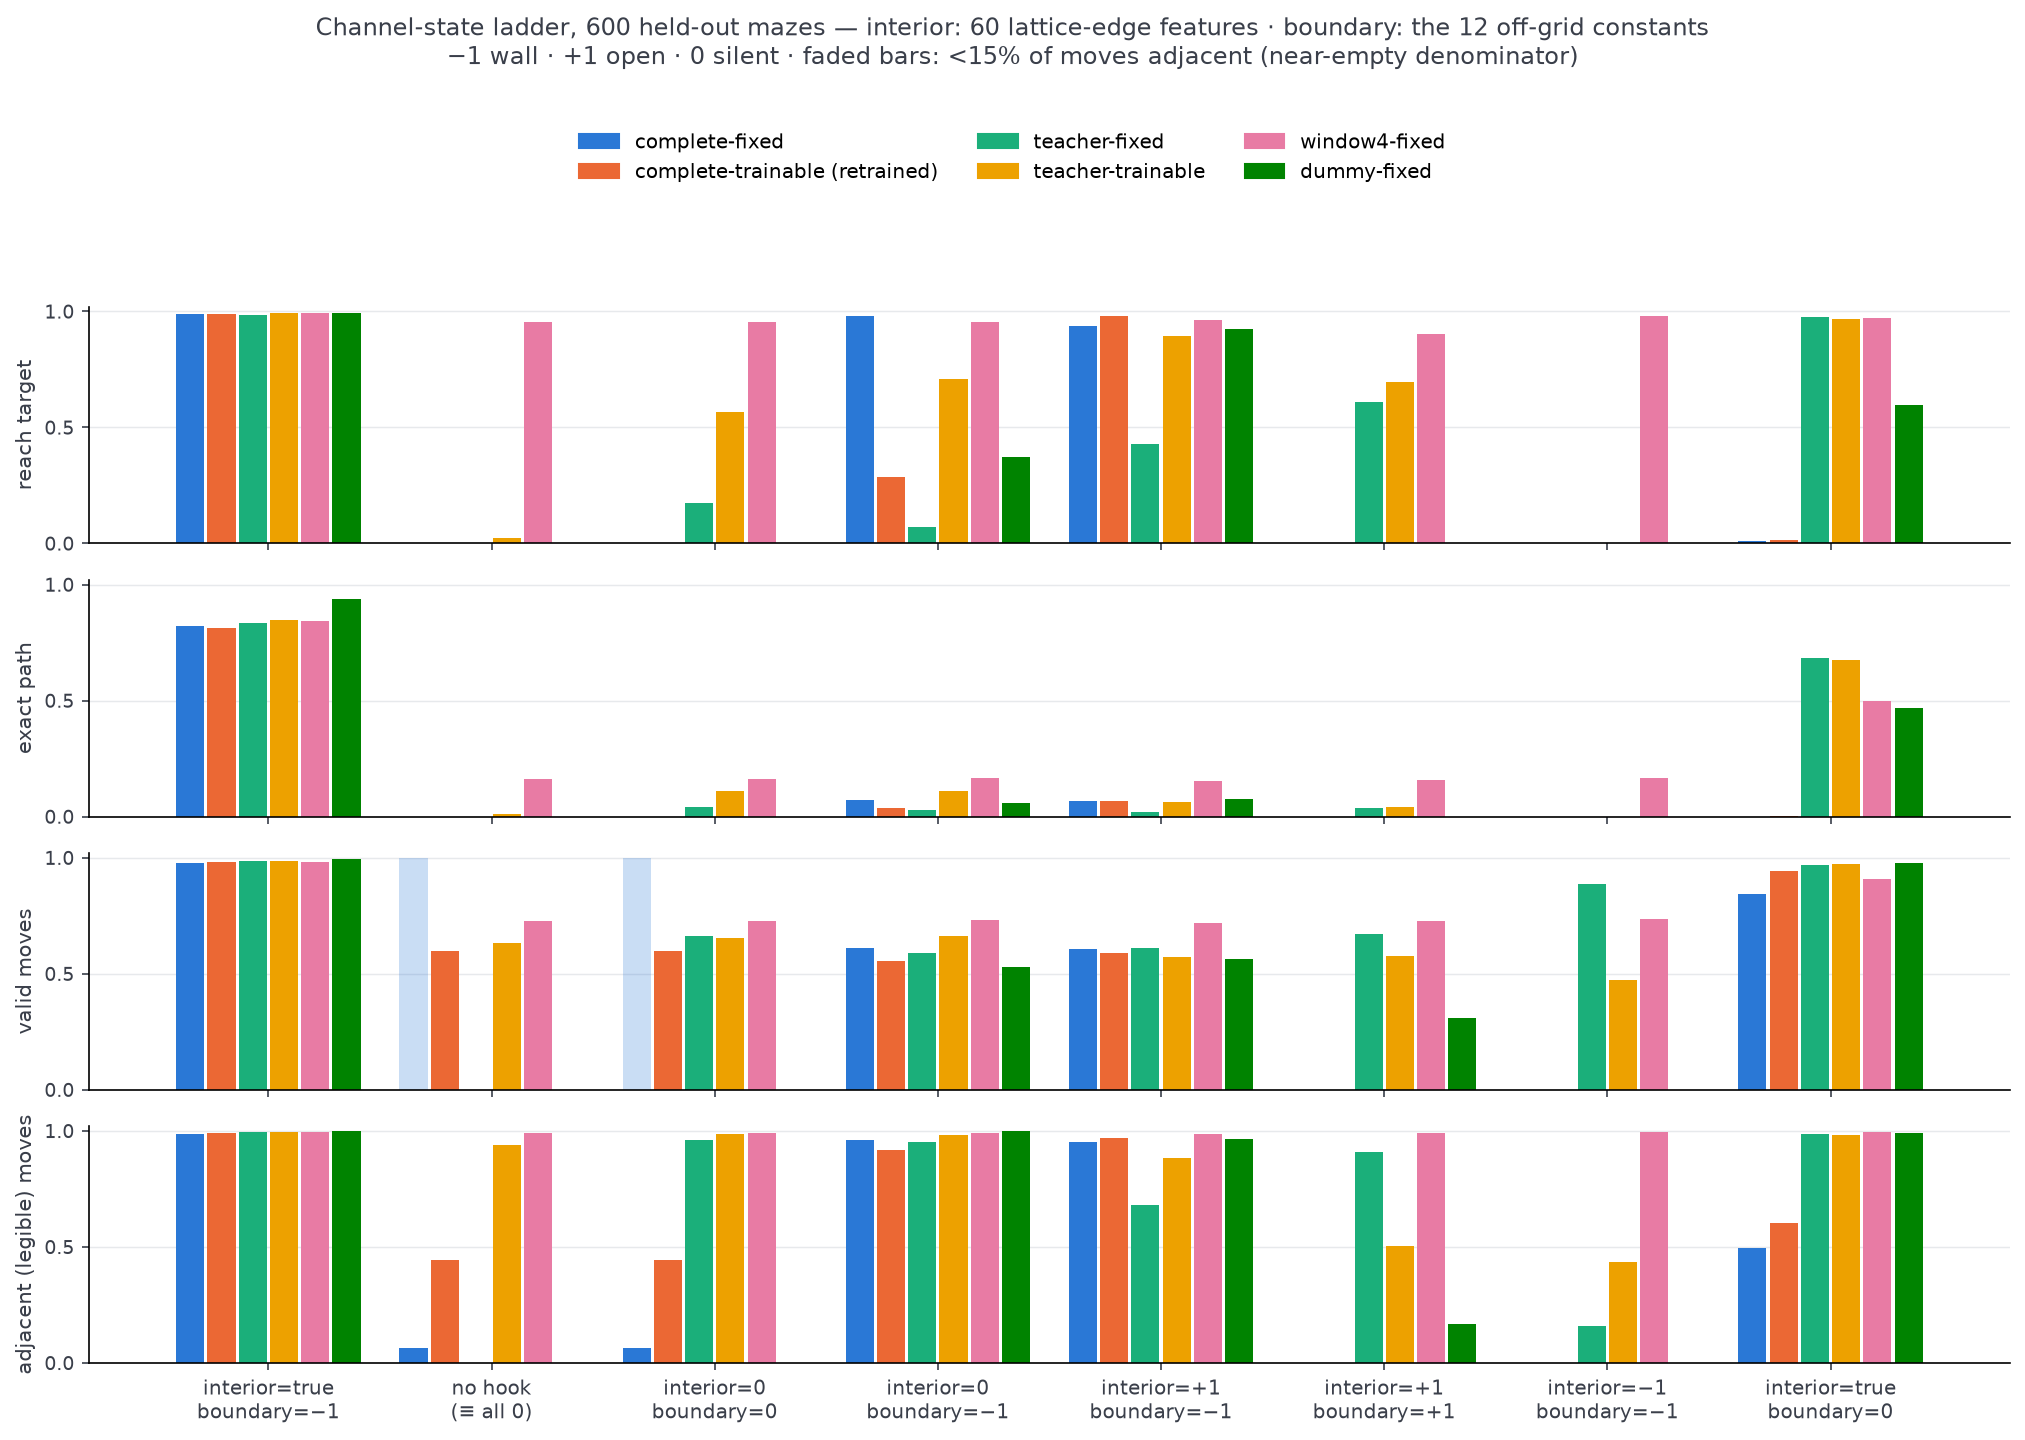 Channel-state ladder, 600 held-out mazes — interior: 60 lattice-edge features · boundary: the 12 off-grid constants
−1 wall · +1 open · 0 silent · faded bars: <15% of moves adjacent (near-empty denominator)
complete-fixed
complete-trainable (retrained)
teacher-fixed
teacher-trainable
window4-fixed
dummy-fixed
reach target
1.0
0.5
0.0
exact path
1.0
0.5
0.0
valid moves
1.0
0.5
0.0
adjacent (legible) moves
1.0
0.5
0.0
interior=true
boundary=−1
no hook
(≡ all 0)
interior=0
boundary=0
interior=0
boundary=−1
interior=+1
boundary=−1
interior=+1
boundary=+1
interior=−1
boundary=−1
interior=true
boundary=0